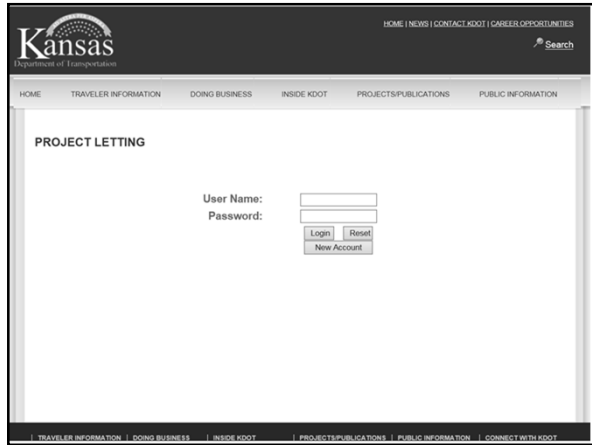 HOME | NEWS | CONTACT KDOT | CAREER OPPORTUNITIES
Kansas
Department of Transportation
Search
HOME TRAVELER INFORMATION DOING BUSINESS INSIDE KDOT PROJECTS/PUBLICATIONS PUBLIC INFORMATION
PROJECT LETTING
User Name:
Password:
Login Reset
New Account
| TRAVELER INFORMATION | DOING BUSINESS | INSIDE KDOT | PROJECTS/PUBLICATIONS | PUBLIC INFORMATION | CONNECT WITH KDOT